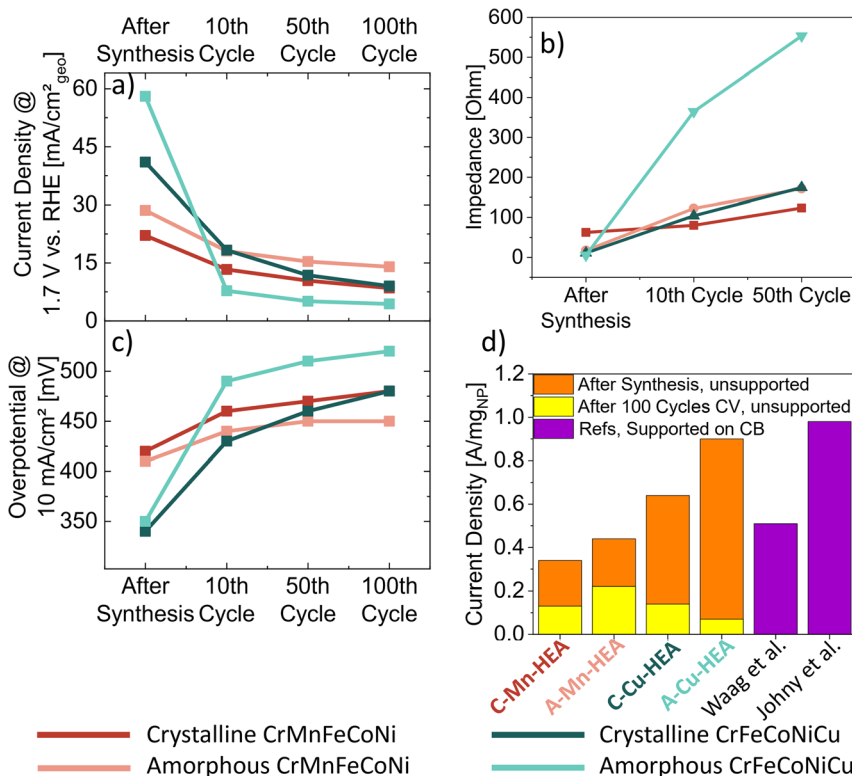 After Synthesis
10th Cycle
50th Cycle
100th Cycle
a)
Current Density @
1.7 V vs. RHE [mA/cm²geo]
60
45
30
15
0
b)
Impedance [Ohm]
600
500
400
300
200
100
0
After Synthesis
10th Cycle
50th Cycle
c)
Overpotential @
10 mA/cm² [mV]
500
450
400
350
After Synthesis
10th Cycle
50th Cycle
100th Cycle
d)
Current Density [A/mgNP]
1.2
1.0
0.8
0.6
0.4
0.2
0.0
After Synthesis, unsupported
After 100 Cycles CV, unsupported
Refs, Supported on CB
C-Mn-HEA
A-Mn-HEA
C-Cu-HEA
A-Cu-HEA
Waag et al.
Johny et al.
Crystalline CrMnFeCoNi
Amorphous CrMnFeCoNi
Crystalline CrFeCoNiCu
Amorphous CrFeCoNiCu